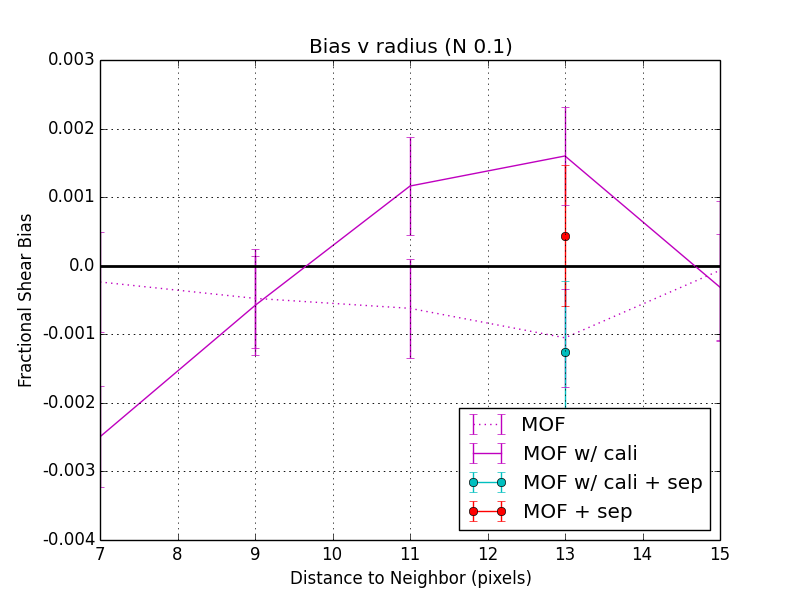 Bias v radius (N 0.1)
0.003
0.002
0.001
0.0
-0.001
-0.002
-0.003
-0.004
Fractional Shear Bias
MOF
MOF w/ cali
MOF w/ cali + sep
MOF + sep
7 8 9 10 11 12 13 14 15
Distance to Neighbor (pixels)